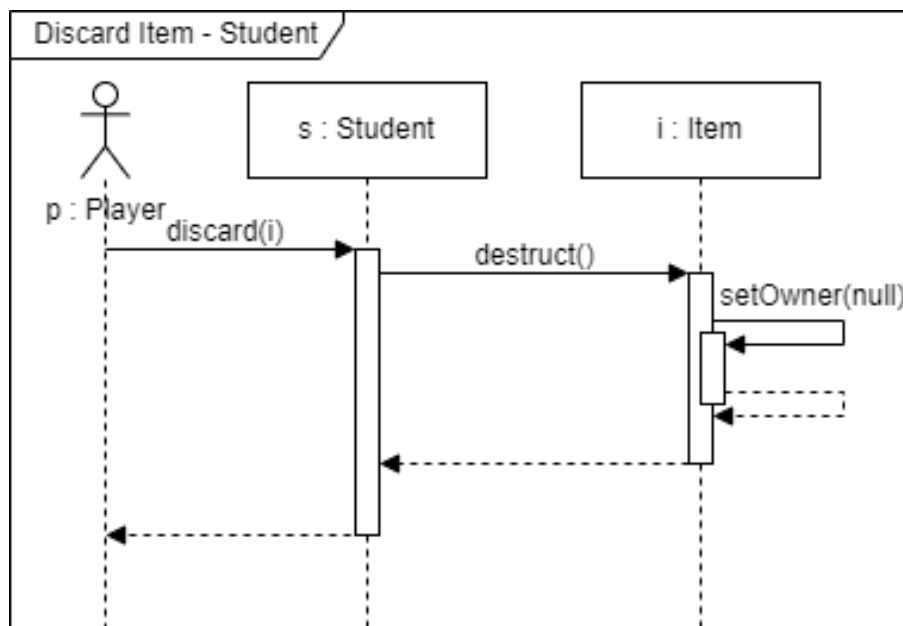 Discard Item - Student
s : Student
i : Item
p : Player
discard(i)
destruct()
setOwner(null)